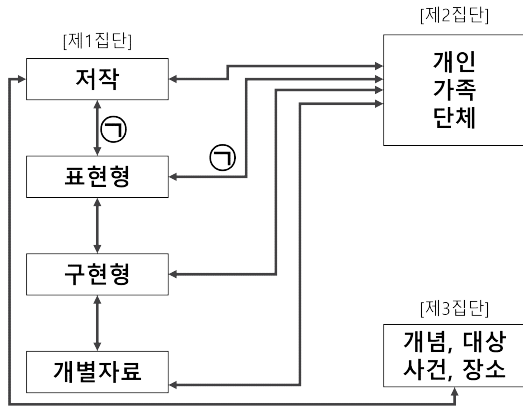 [제1집단]
저작
㉠
표현형
구현형
개별자료
㉠
[제2집단]
개인
가족
단체
[제3집단]
개념, 대상
사건, 장소